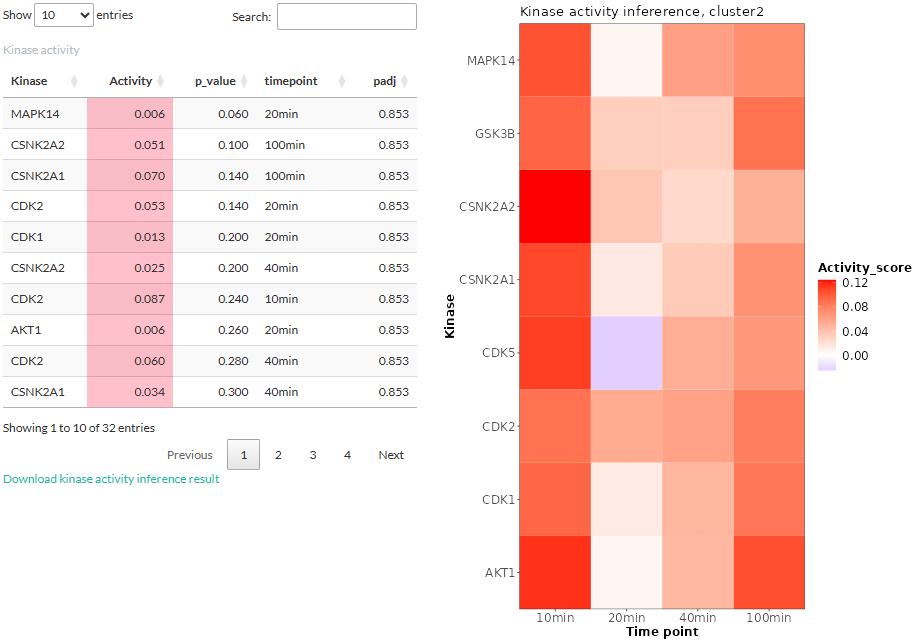 Show 10 entries
Search:
Kinase activity
Kinase Activity p_value timepoint padj
MAPK14 0.006 0.060 20min 0.853
CSNK2A2 0.051 0.100 100min 0.853
CSNK2A1 0.070 0.140 100min 0.853
CDK2 0.053 0.140 20min 0.853
CDK1 0.013 0.200 20min 0.853
CSNK2A2 0.025 0.200 40min 0.853
CDK2 0.087 0.240 10min 0.853
AKT1 0.006 0.260 20min 0.853
CDK2 0.060 0.280 40min 0.853
CSNK2A1 0.034 0.300 40min 0.853
Showing 1 to 10 of 32 entries
Previous 1 2 3 4 Next
Download kinase activity inference result
Kinase activity infererence, cluster2
Kinase
MAPK14
GSK3B
CSNK2A2
CSNK2A1
CDK5
CDK2
CDK1
AKT1
10min 20min 40min 100min
Time point
Activity_score
0.12
0.08
0.04
0.00